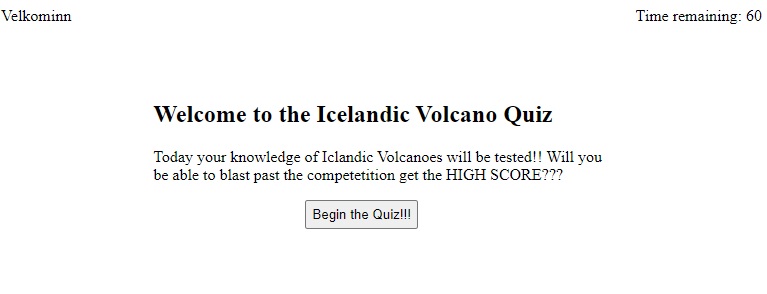 Velkominn
Time remaining: 60
Welcome to the Icelandic Volcano Quiz
Today your knowledge of Iclandic Volcanoes will be tested!! Will you
be able to blast past the competetition get the HIGH SCORE???
Begin the Quiz!!!